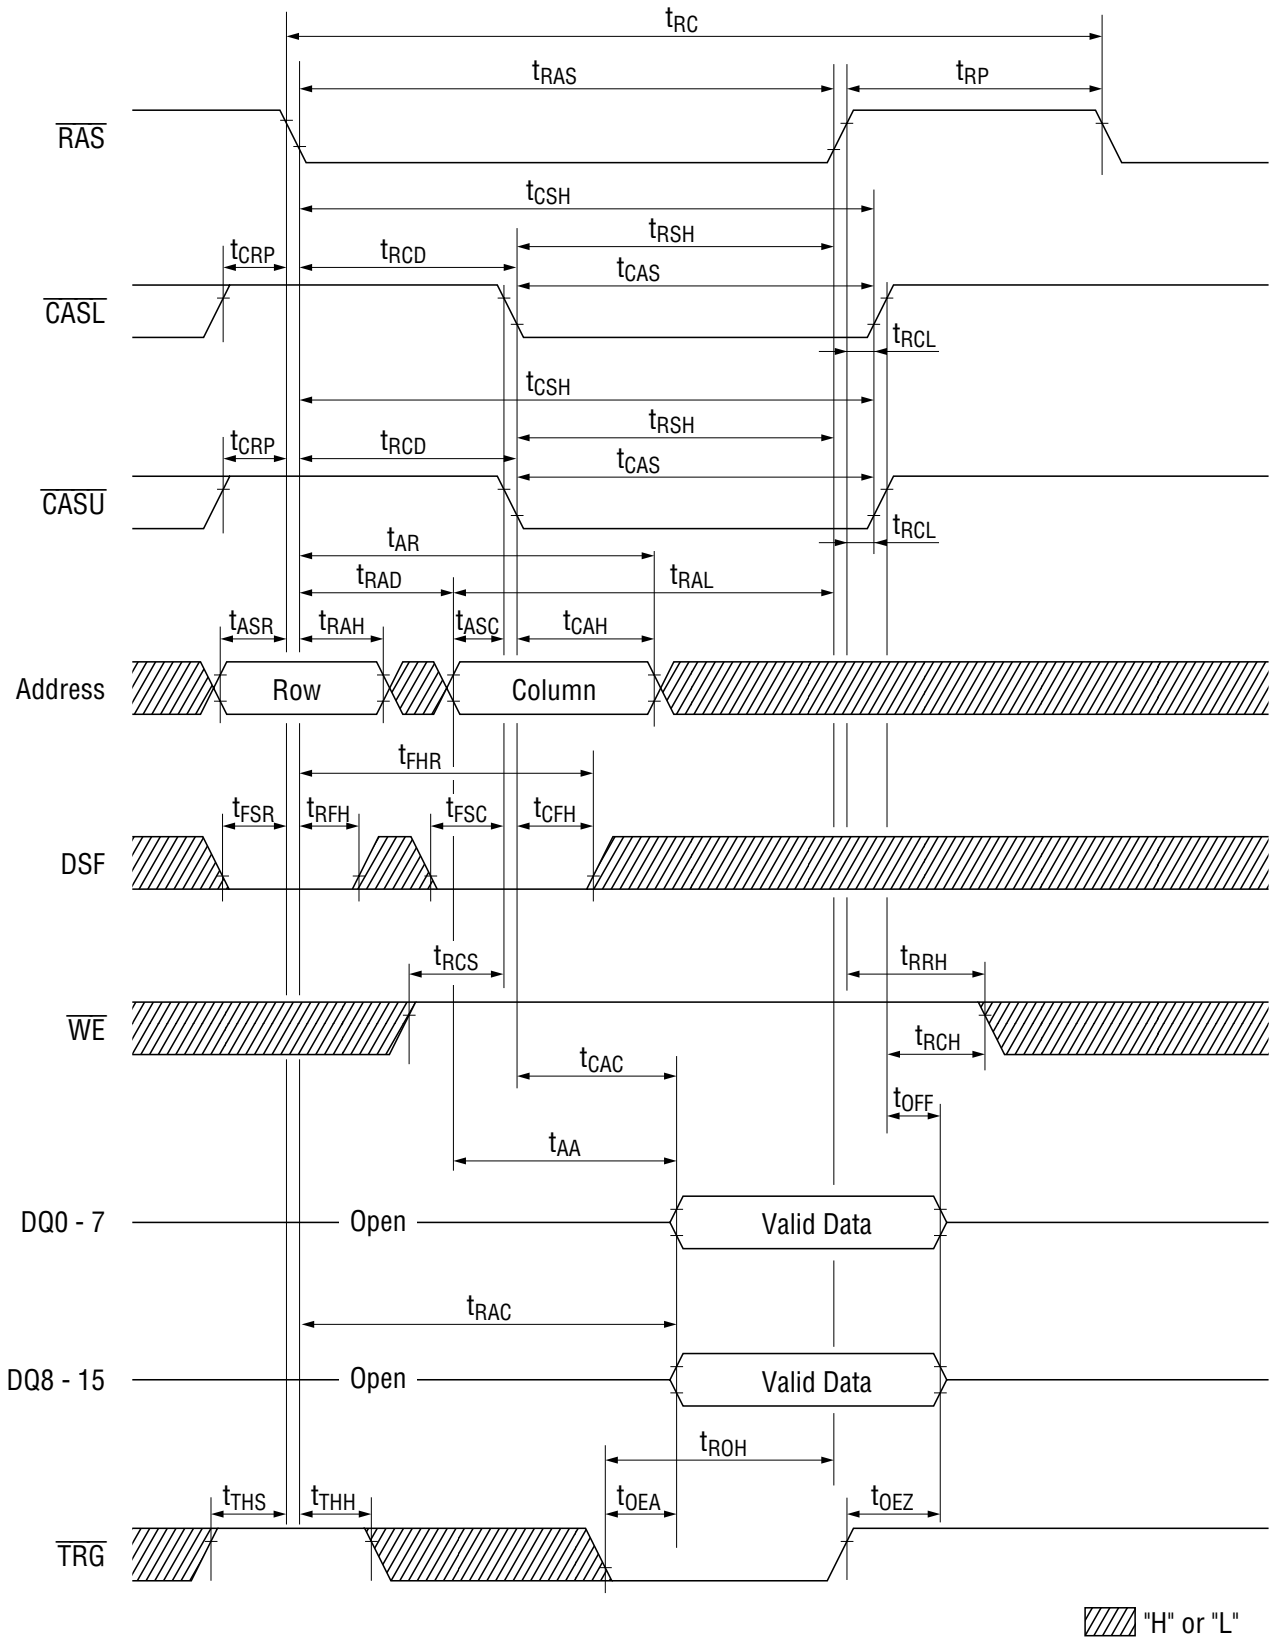 tRC
tRAS tRP
RAS
tCSH
tRSH
tCRP tRCD tCAS
CASL
tRCL
tCSH
tRSH
tCRP tRCD tCAS
CASU
tRCL
tAR
tRAD tRAL
tASR tRAH tASC tCAH
Address Row Column
tFHR
tFSR tRFH tFSC tCFH
DSF
tRCS tRRH
WE
tRCH
tCAC
tOFF
tAA
DQ0 - 7 Open Valid Data
tRAC
DQ8 - 15 Open Valid Data
tROH
tTHS tTHH tOEA tOEZ
TRG
"H" or "L"